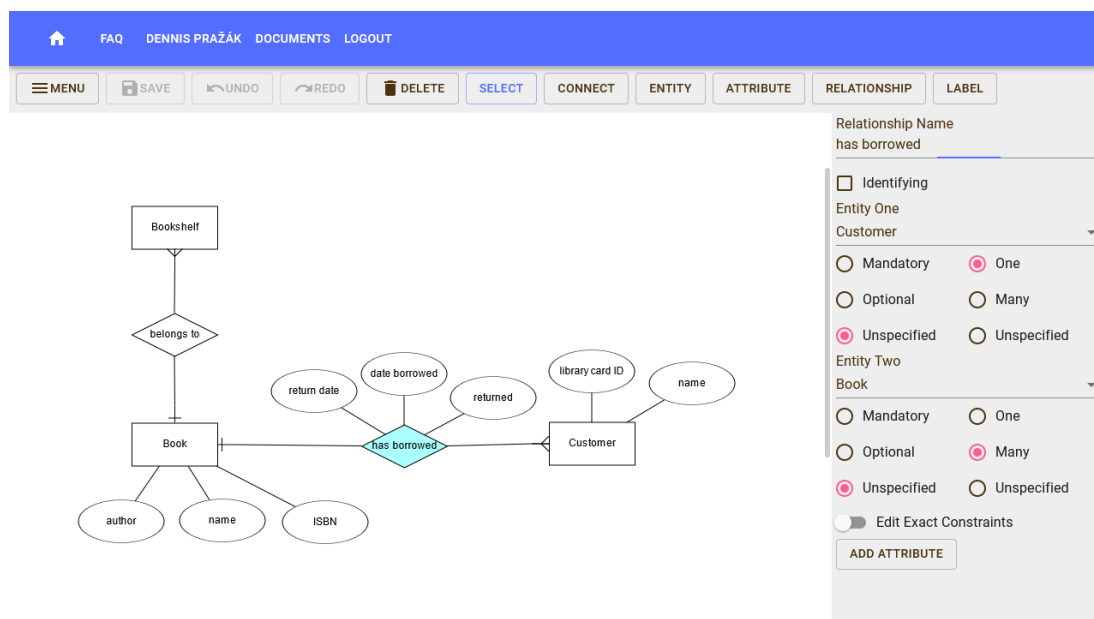 FAQ DENNIS PRAŽÁK DOCUMENTS LOGOUT
MENU SAVE UNDO REDO DELETE SELECT CONNECT ENTITY ATTRIBUTE RELATIONSHIP LABEL
Relationship Name
has borrowed
Identifying
Entity One
Customer
Mandatory One
Optional Many
Unspecified Unspecified
Entity Two
Book
Mandatory One
Optional Many
Unspecified Unspecified
Edit Exact Constraints
ADD ATTRIBUTE
Bookshelf
belongs to
date borrowed
library card ID
return date
name
returned
Book
has borrowed
Customer
author
name
ISBN